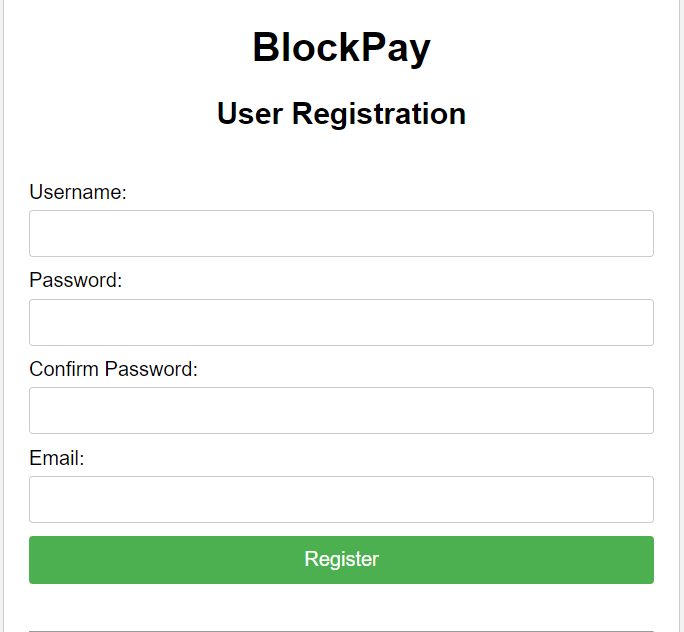 BlockPay
User Registration
Username:
Password:
Confirm Password:
Email:
Register